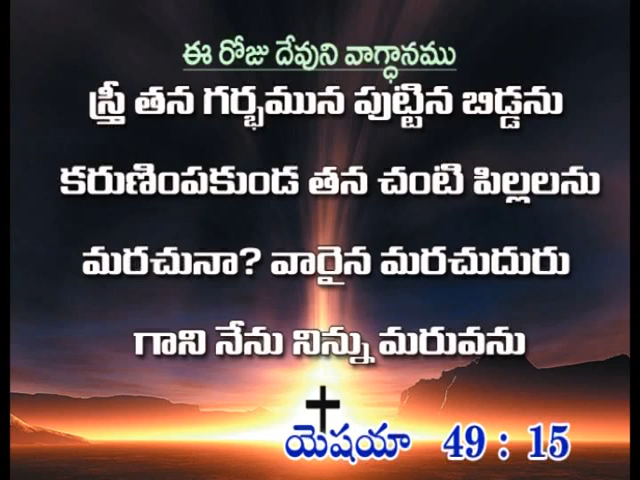 ఈ రోజు దేవుని వాగ్ధానము
స్త్రీ తన గర్భమున పుట్టిన బిడ్డను
కరుణింపకుండ తన చంటి పిల్లలను
మరచునా? వారైన మరచుదురు
గాని నేను నిన్ను మరువను
యెషయా 49 : 15